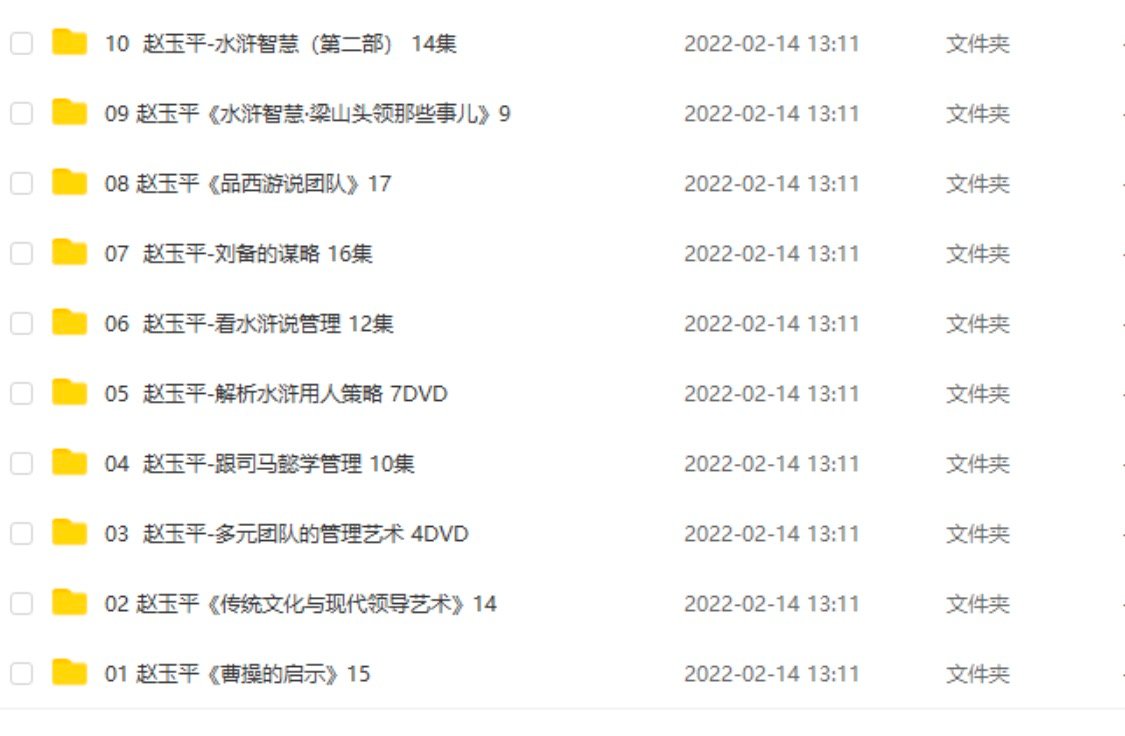 10 赵玉平-水浒智慧（第二部） 14集 2022-02-14 13:11 文件夹
09 赵玉平《水浒智慧·梁山头领那些事儿》9 2022-02-14 13:11 文件夹
08 赵玉平《品西游说团队》17 2022-02-14 13:11 文件夹
07 赵玉平-刘备的谋略 16集 2022-02-14 13:11 文件夹
06 赵玉平-看水浒说管理 12集 2022-02-14 13:11 文件夹
05 赵玉平-解析水浒用人策略 7DVD 2022-02-14 13:11 文件夹
04 赵玉平-跟司马懿学管理 10集 2022-02-14 13:11 文件夹
03 赵玉平-多元团队的管理艺术 4DVD 2022-02-14 13:11 文件夹
02 赵玉平《传统文化与现代领导艺术》14 2022-02-14 13:11 文件夹
01 赵玉平《曹操的启示》15 2022-02-14 13:11 文件夹